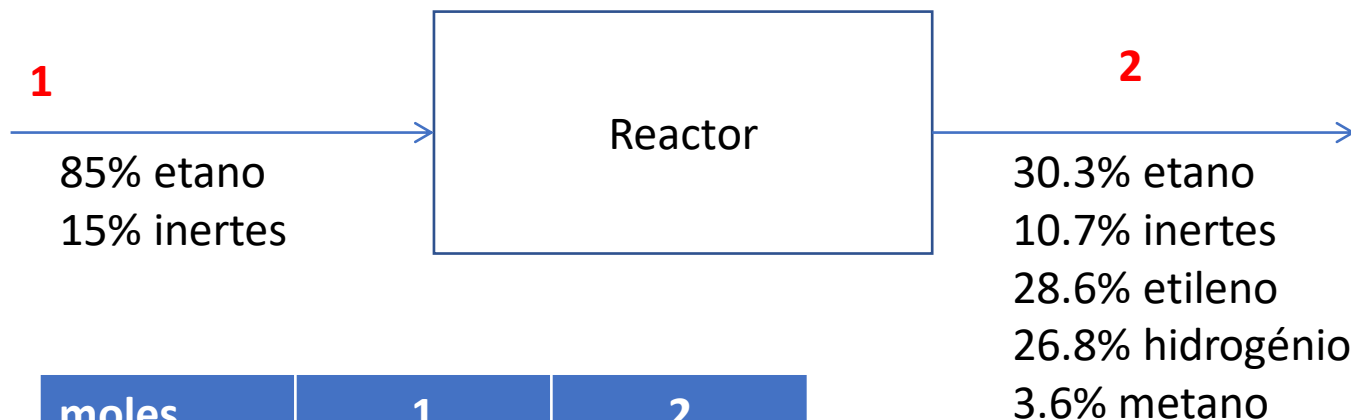 1
2
Reactor
85% etano
15% inertes
30.3% etano
10.7% inertes
28.6% etileno
26.8% hidrogénio
3.6% metano
moles 1 2